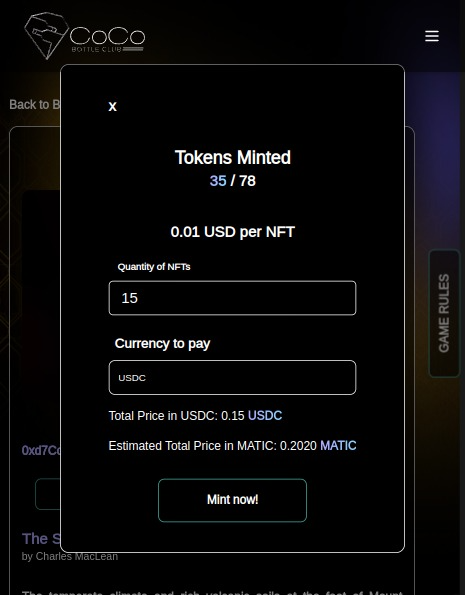 CoCo
BOTTLE CLUB
Back to B
x
Tokens Minted
35 / 78
0.01 USD per NFT
Quantity of NFTs
15
GAME RULES
Currency to pay
USDC
Total Price in USDC: 0.15 USDC
Estimated Total Price in MATIC: 0.2020 MATIC
0xd7Cc
Mint now!
The S
by Charles MacLean
The temperate climate and rich volcanic soils at the foot of Mount